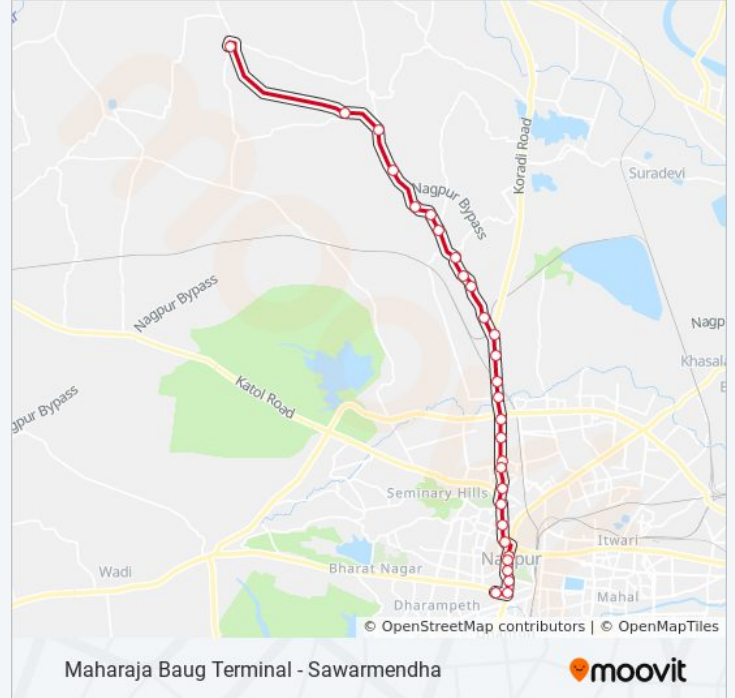 Koradi Road
Suradevi
Nagpur Bypass
Nagpur Bypass
Nagp
Khasala
Katol Road
gpur Bypass
Seminary Hills
Itwari
Nagpur
Wadi
Bharat Nagar
Dharampeth
Mahal
© OpenStreetMap contributors | © OpenMapTiles
Maharaja Baug Terminal - Sawarmendha
moovit